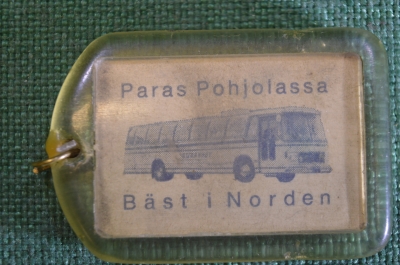 Paras Pohjolassa
Bäst i Norden